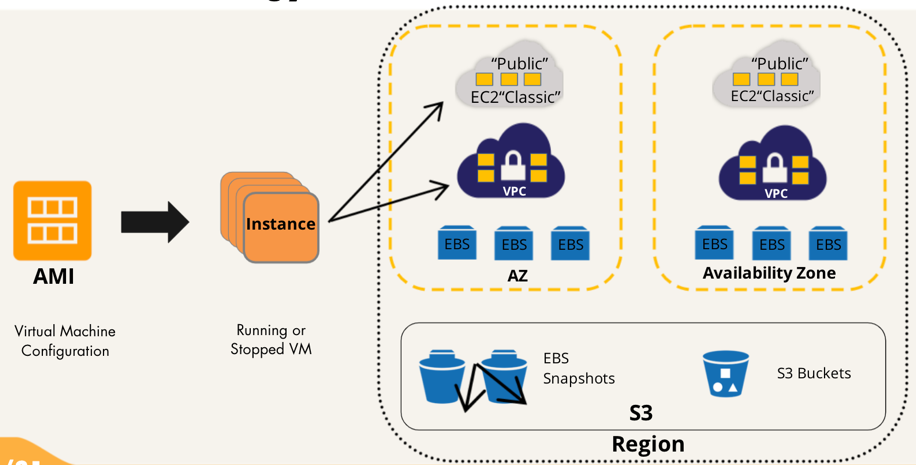 AMI
Virtual Machine
Configuration
Instance
Running or
Stopped VM
“Public”
EC2“Classic”
VPC
EBS
EBS
EBS
AZ
“Public”
EC2“Classic”
VPC
EBS
EBS
EBS
Availability Zone
EBS
Snapshots
S3 Buckets
S3
Region